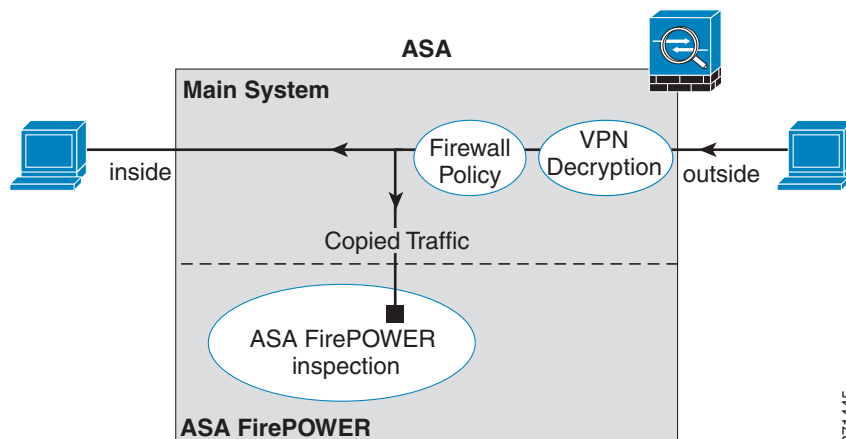 ASA
Main System
inside
Firewall
Policy
VPN
Decryption
outside
Copied Traffic
ASA FirePOWER
inspection
ASA FirePOWER